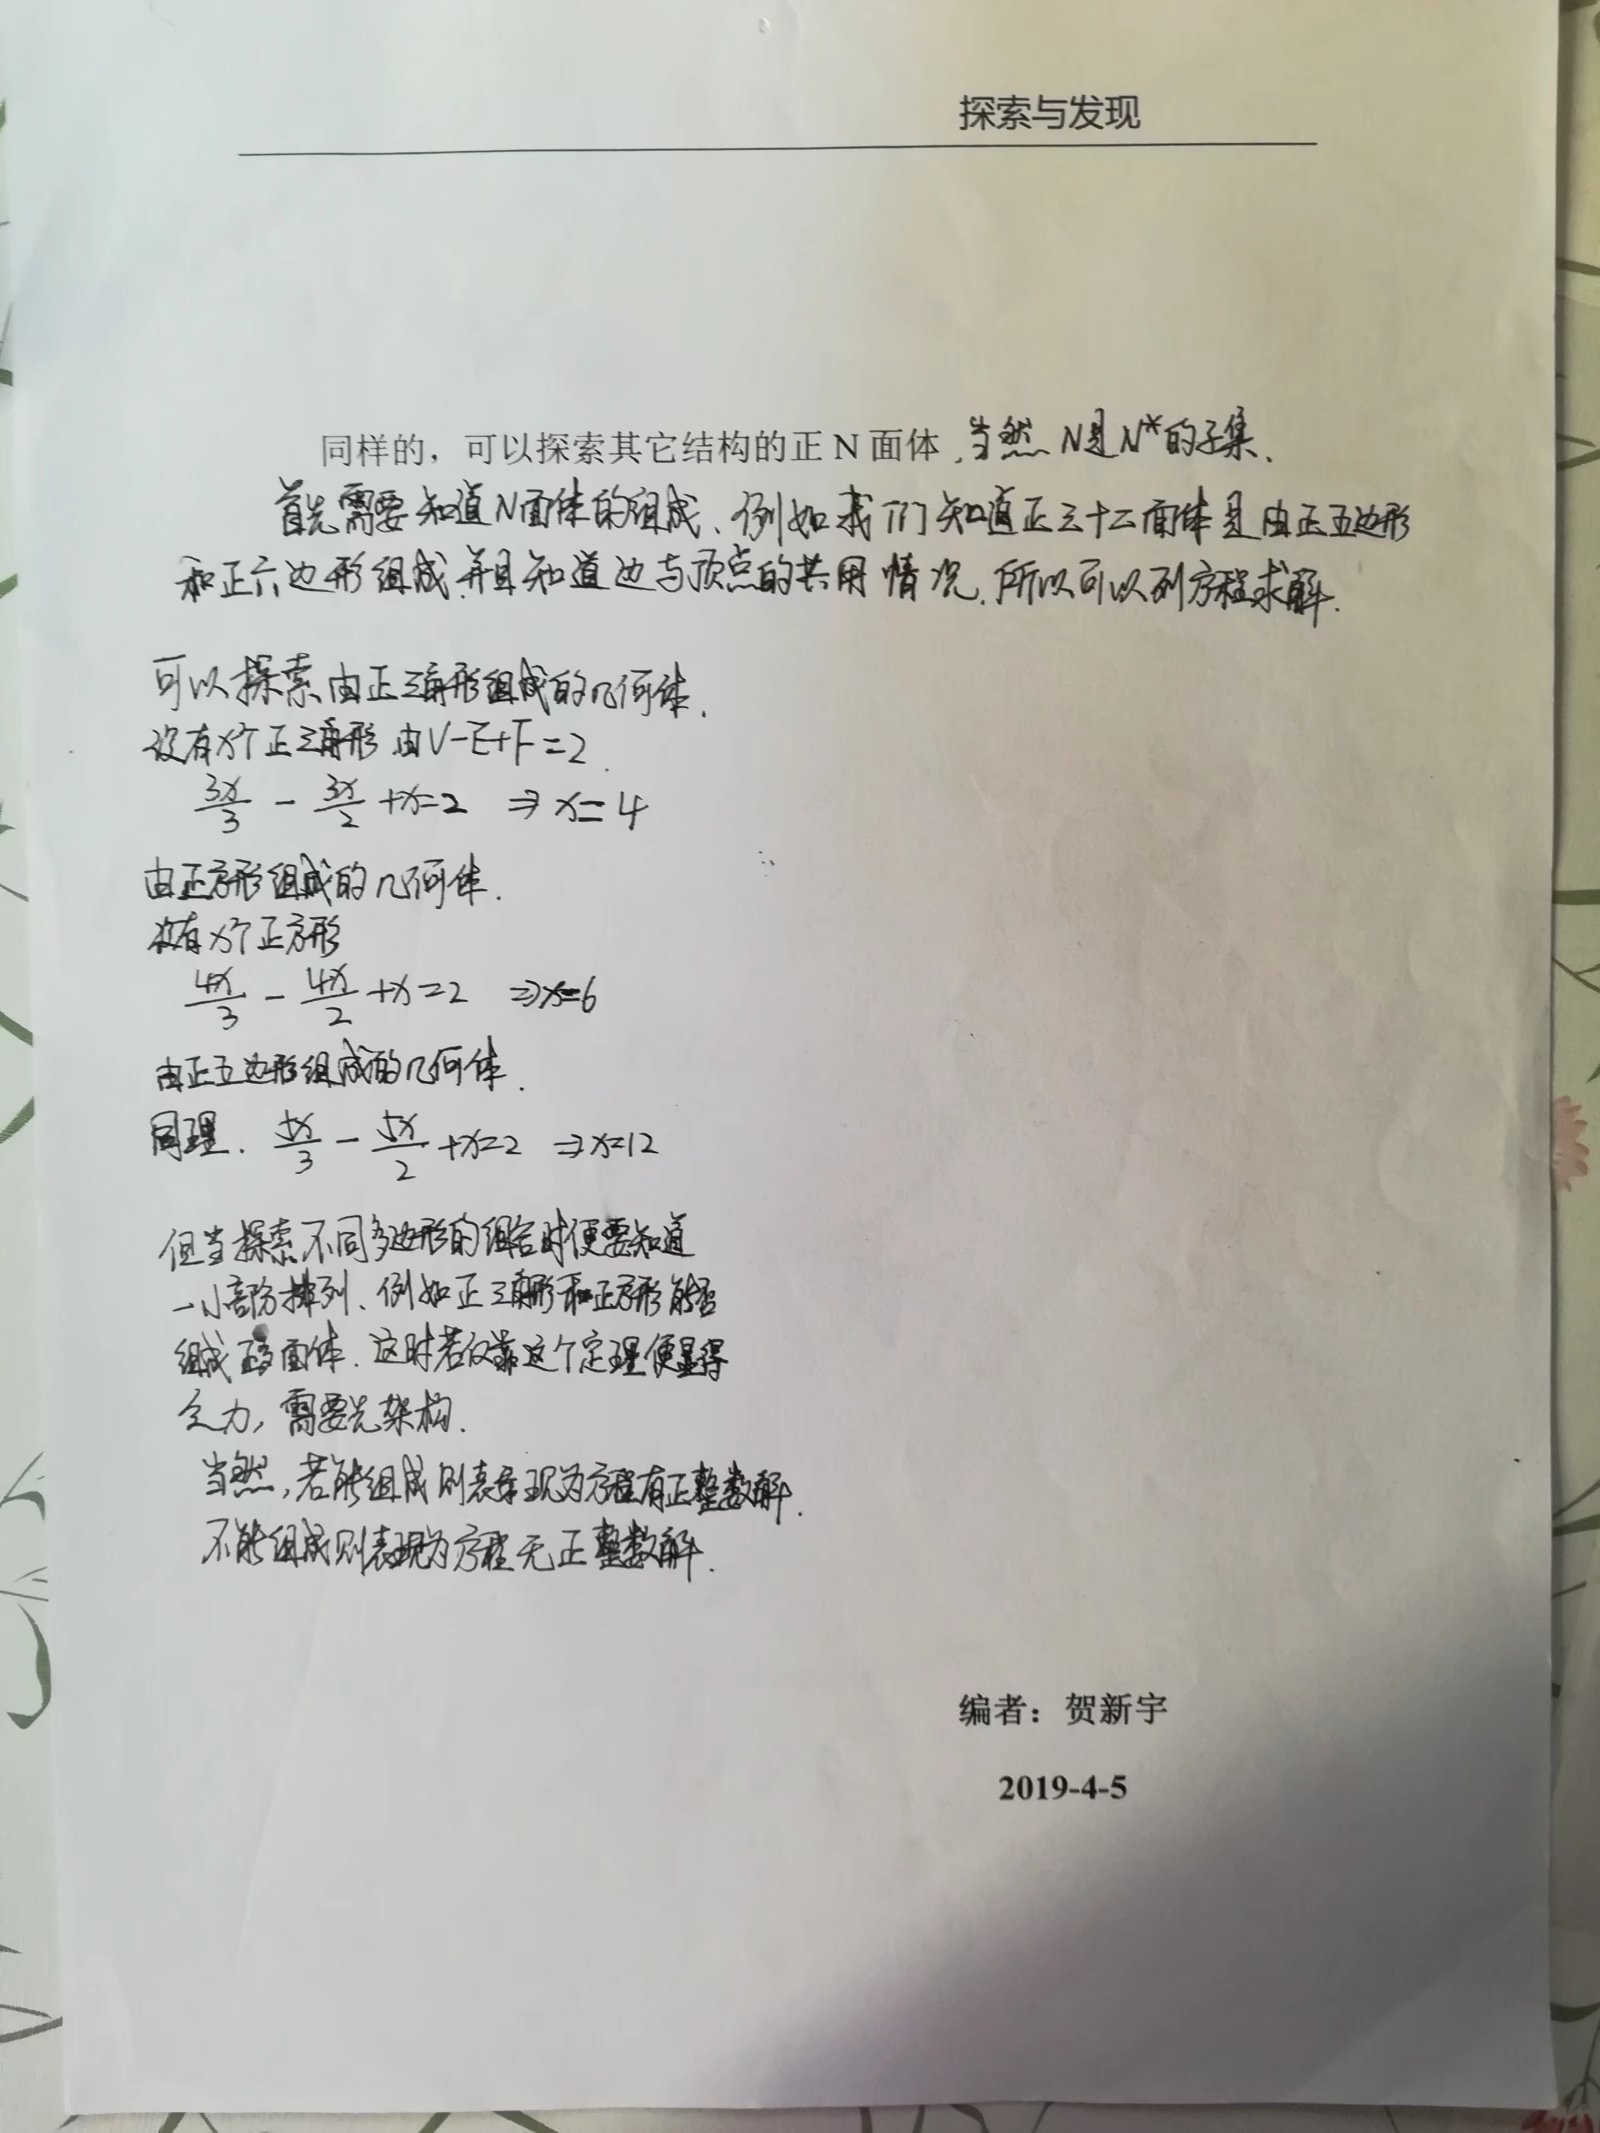 探索与发现
同样的，可以探索其它结构的正 N 面体.当然 N是N*的子集.
首先需要知道N面体的组成、例如我们知道正三十二面体是由正五边形
和正六边形组成.并且知道边与顶点的共用情况.所以可以列方程求解.
可以探索由正三角形组成的几何体.
设有x个正三角形 由V-E+F=2.
3x/3 - 3x/2 +x=2 ⇒ x=4
由正方形组成的几何体.
设有x个正方形
4x/3 - 4x/2 +x=2 ⇒x=6
由正五边形组成的几何体.
同理. 5x/3 - 5x/2 +x=2 ⇒x=12
但当探索不同多边形的组合时便要知道
一小部分排列、例如正三角形和正方形能否
组成正多面体.这时若仅靠这个定理便显得
乏力,需要先架构.
当然,若能组成则表现为方程有正整数解.
不能组成则表现为方程无正整数解.
编者：贺新宇
2019-4-5